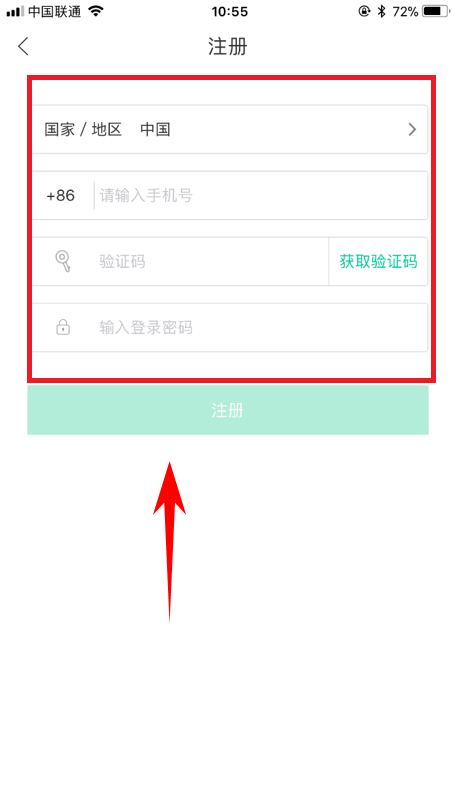 中国联通 10:55 72%
注册
国家 / 地区 中国
+86 请输入手机号
验证码 获取验证码
输入登录密码
注册